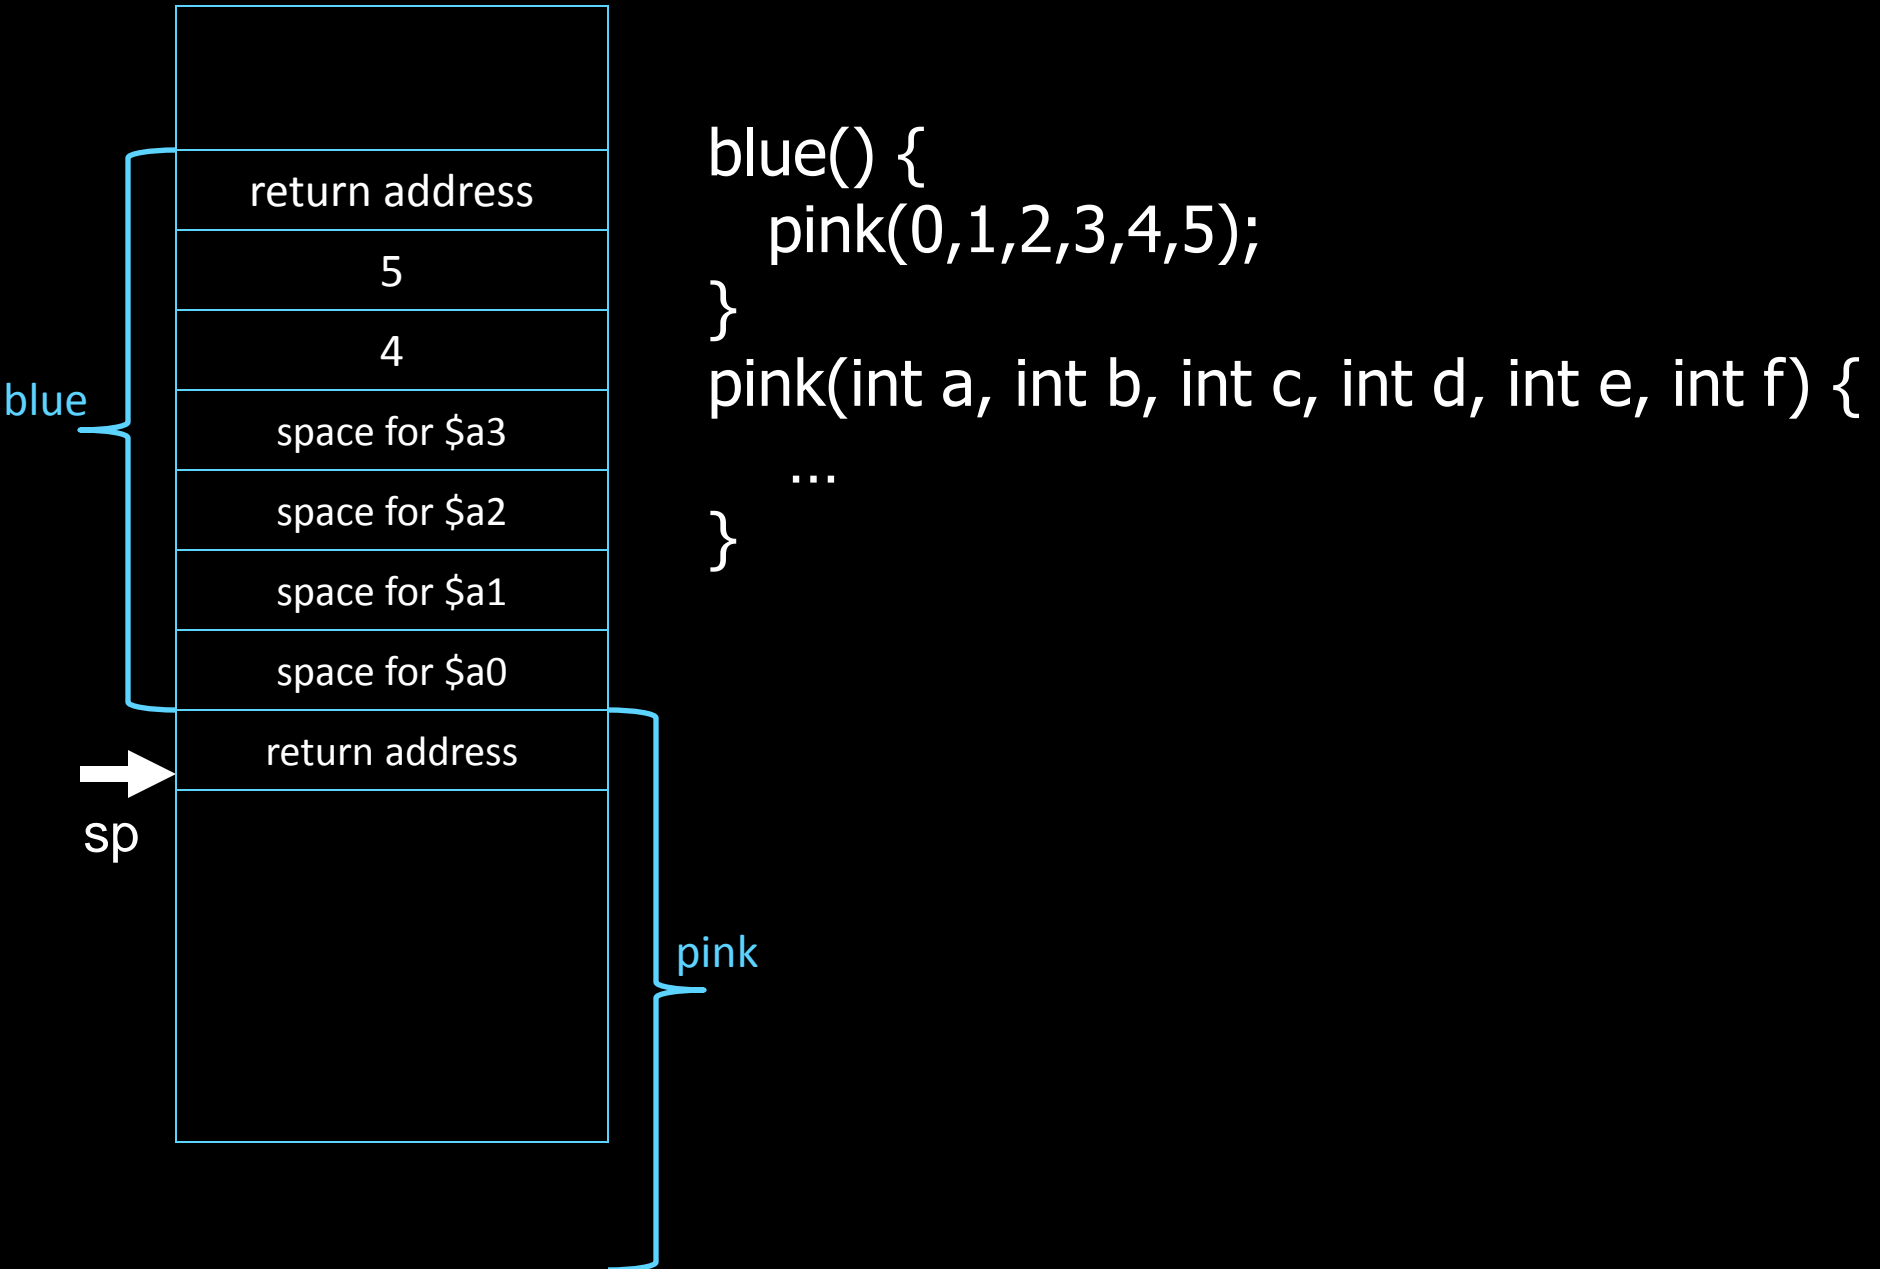 return address
5
4
space for $a3
space for $a2
space for $a1
space for $a0
return address
blue
sp
pink
blue() {
pink(0,1,2,3,4,5);
}
pink(int a, int b, int c, int d, int e, int f) {
...
}